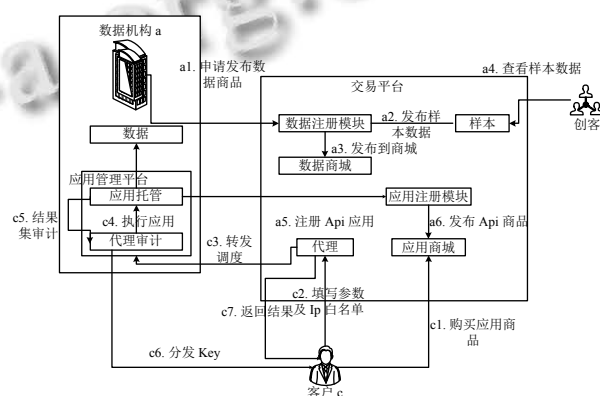 数据机构 a
a1. 申请发布数
据商品
a4. 查看样本数据
交易平台
创客
数据注册模块
a2. 发布样
本数据
样本
数据
a3. 发布到商城
数据商城
应用管理平台
应用托管
应用注册模块
c5. 结果
集审计
c4. 执行应用
a5. 注册 Api 应用
a6. 发布 Api 商品
代理审计
c3. 转发
调度
代理
应用商城
c2. 填写参数
及 Ip 白名单
c7. 返回结果
c1. 购买应用商
品
c6. 分发 Key
客户 c